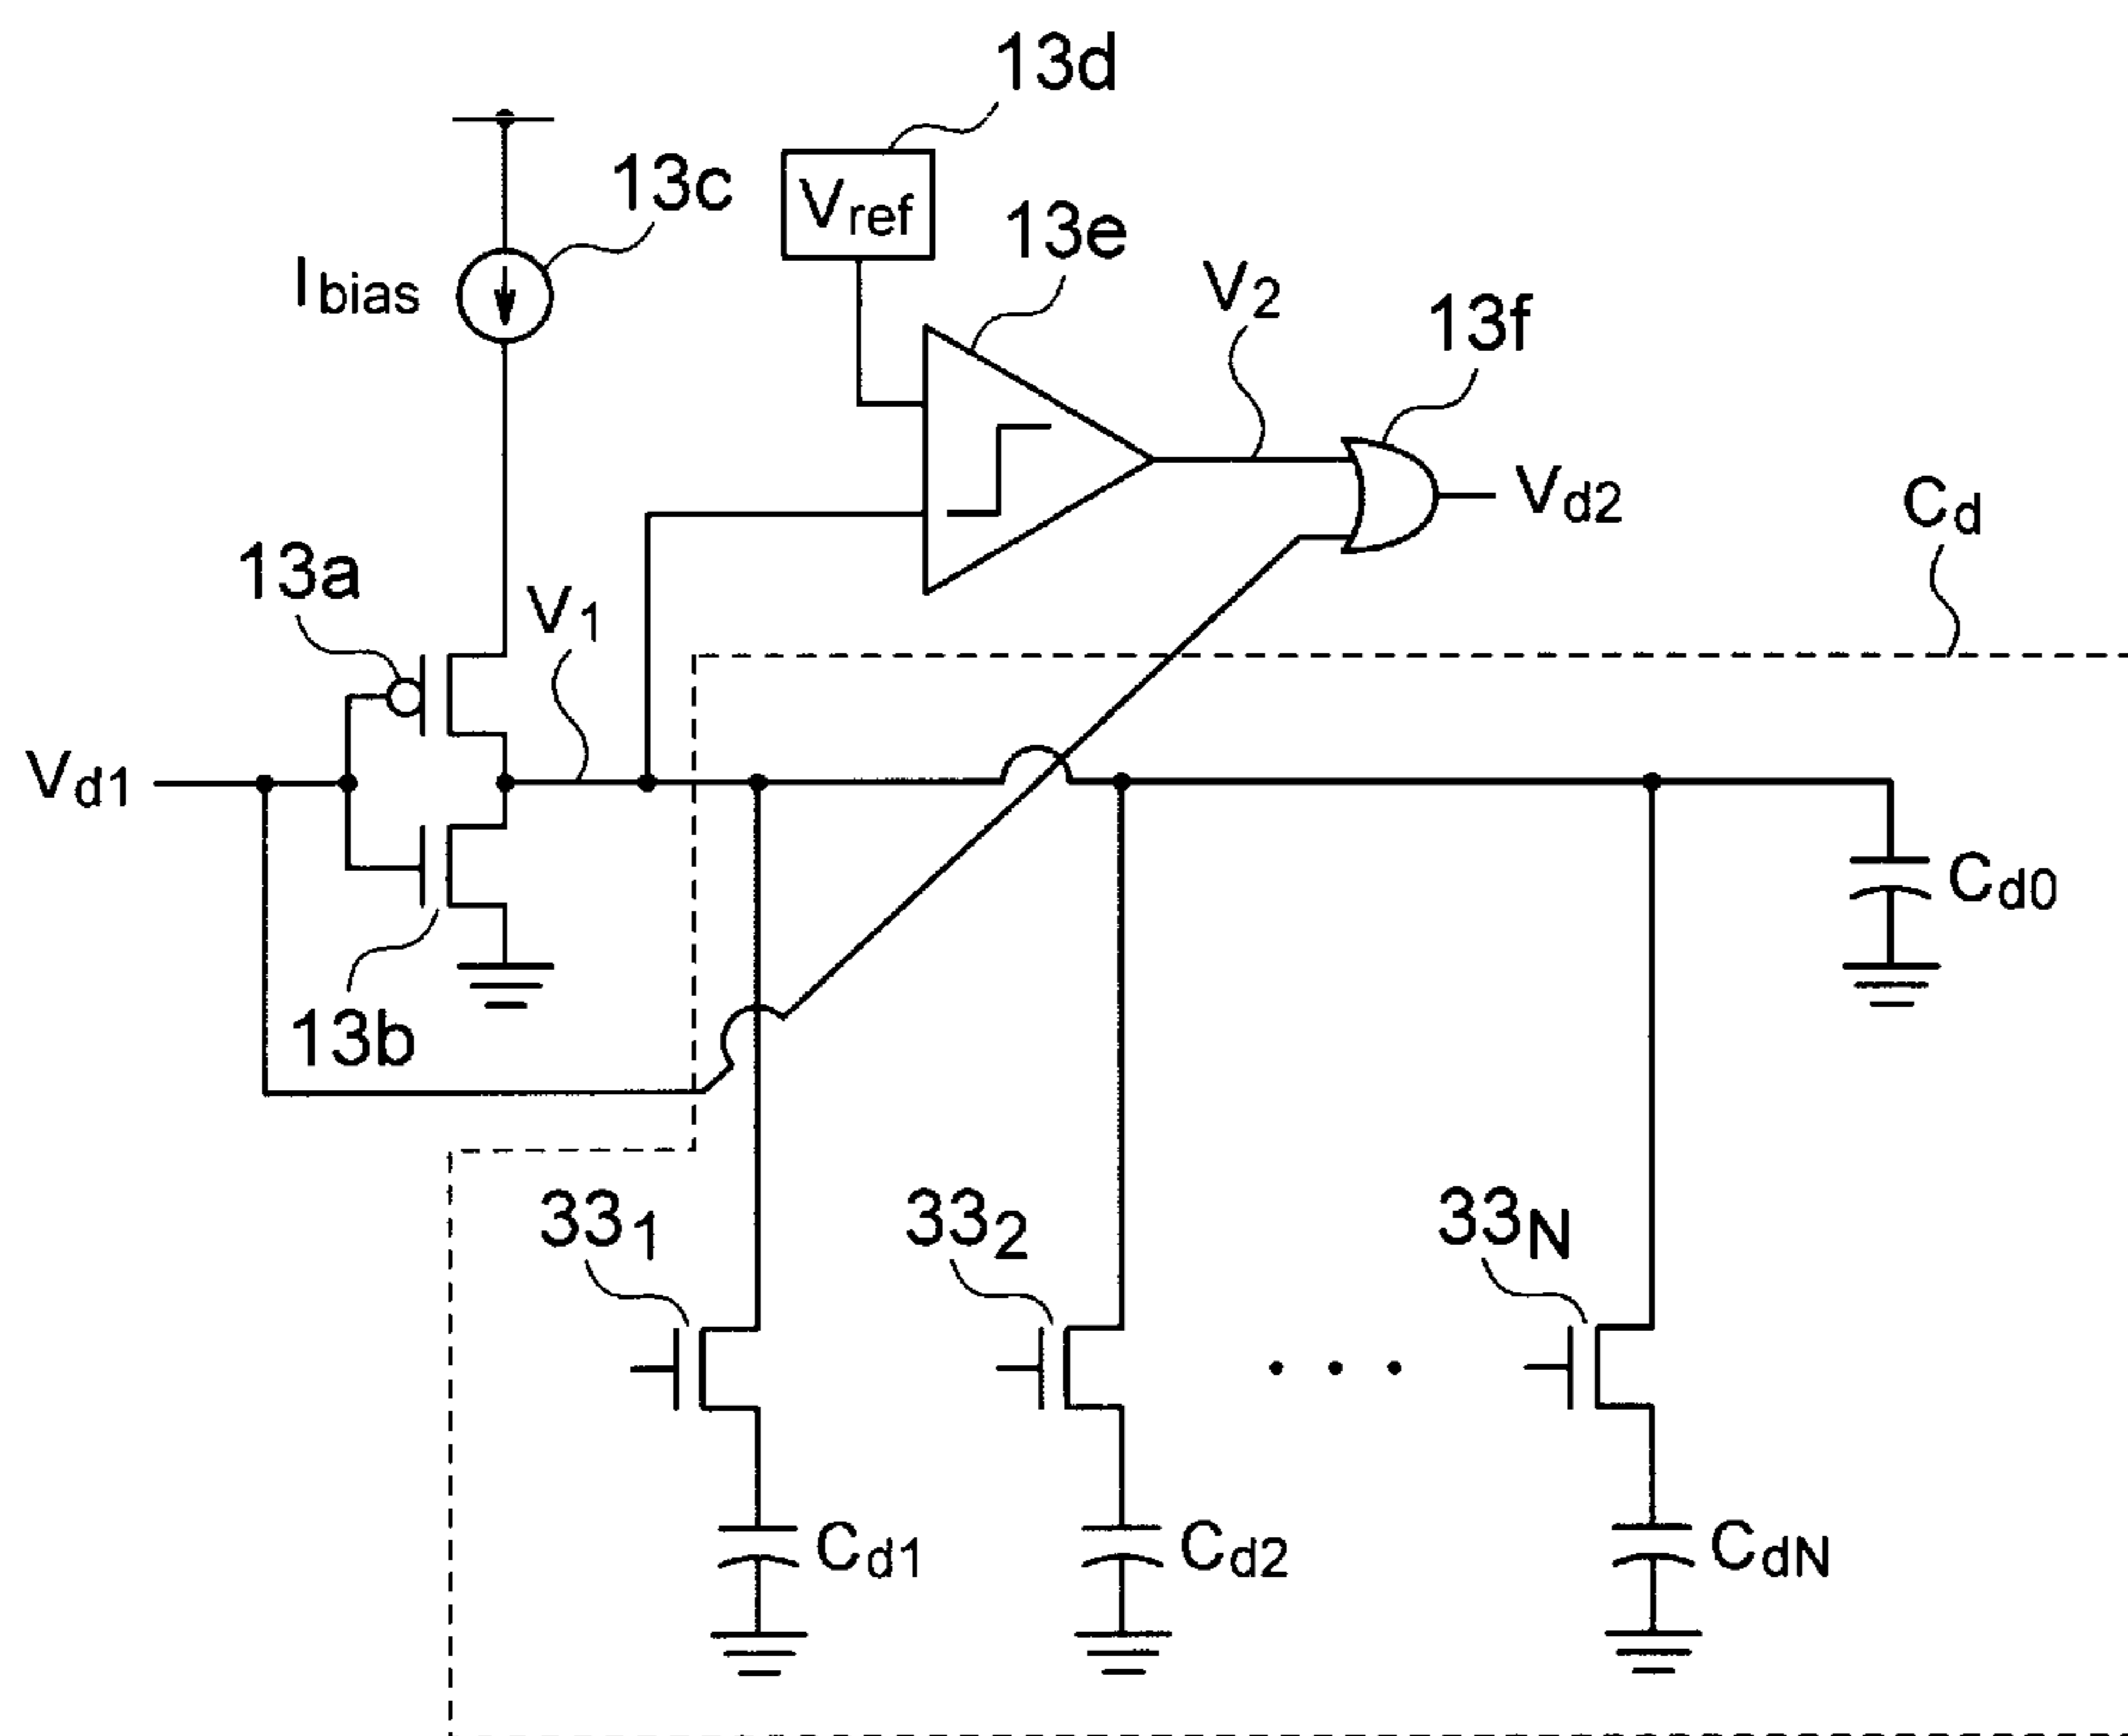 13d
13c
Vref
13e
Ibias
V2
13f
Vd2
Cd
13a
V1
Vd1
Cd0
13b
331
332
33N
Cd1
Cd2
CdN